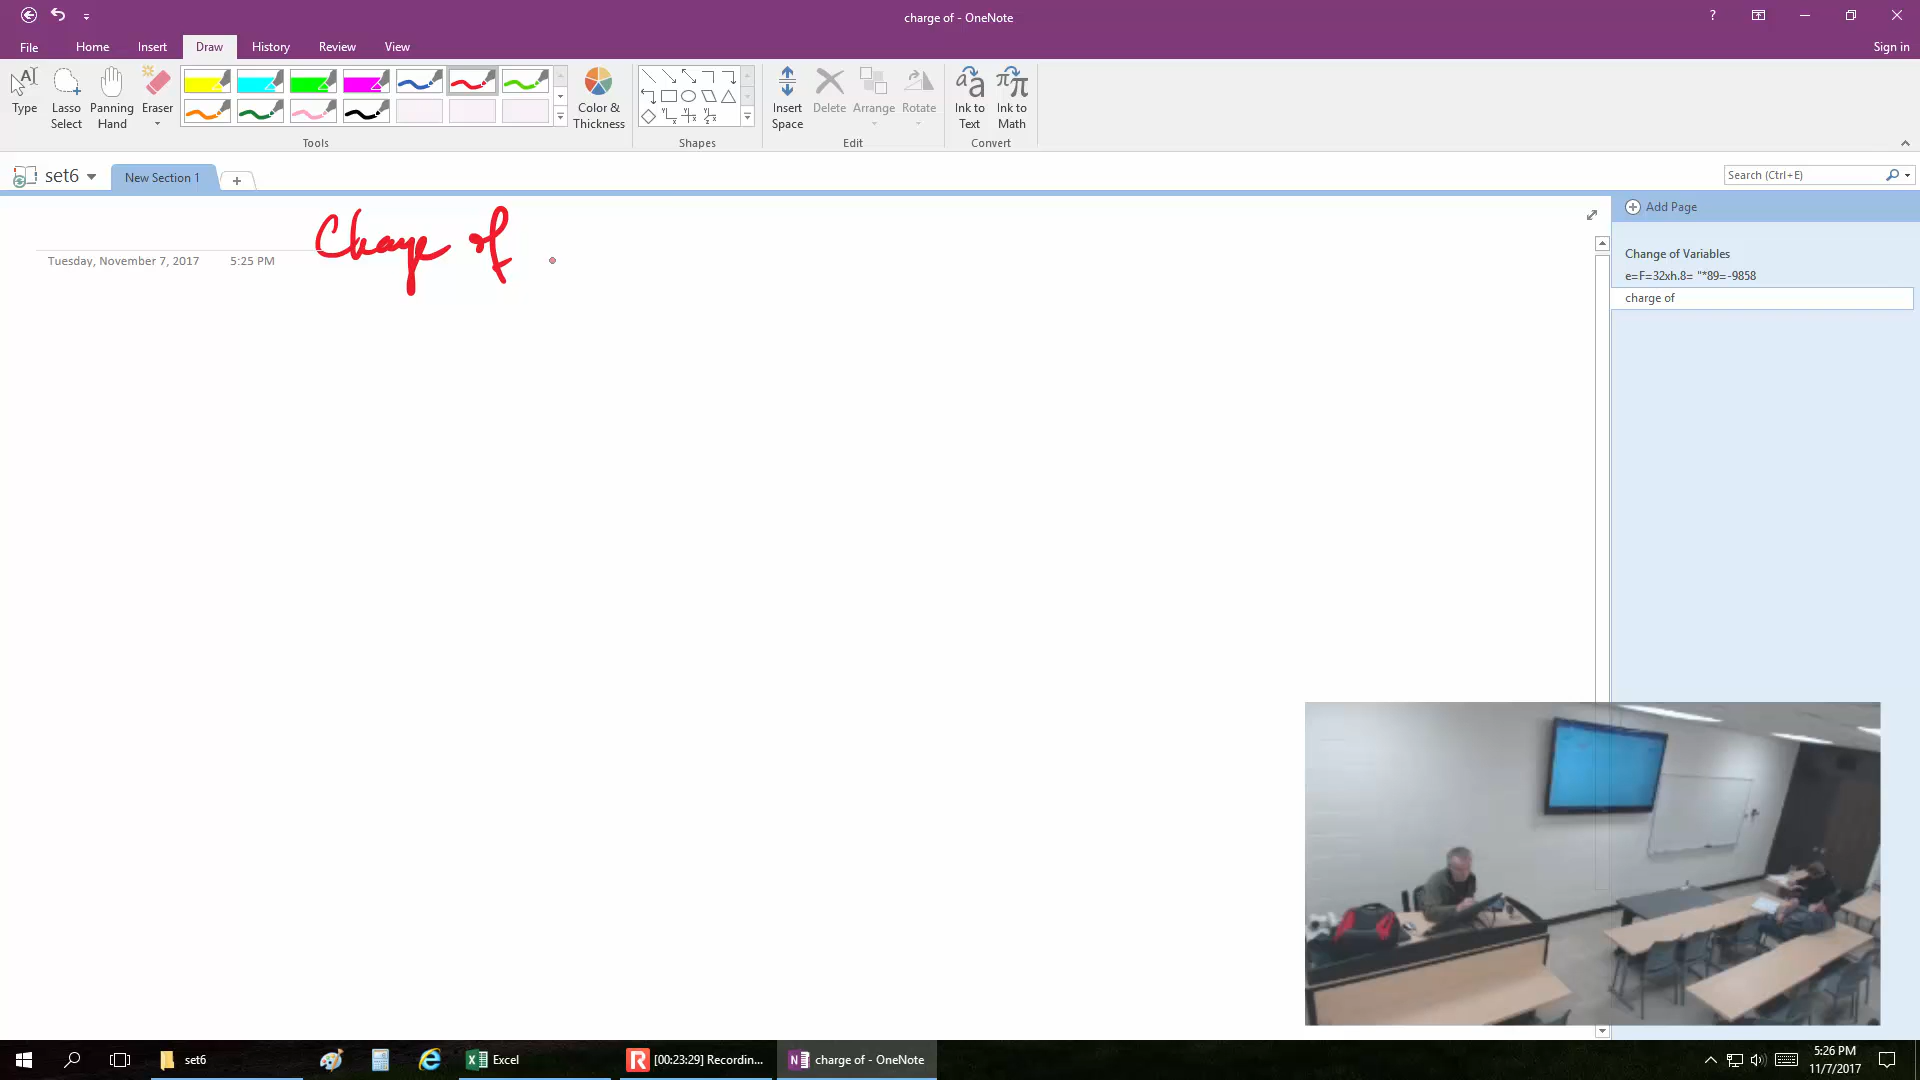 charge of - OneNote
?
File
Home
Insert
Draw
History
Review
View
Sign in
Type
Lasso
Select
Panning
Hand
Eraser
Color &
Thickness
Insert
Space
Delete
Arrange
Rotate
Ink to
Text
Ink to
Math
Tools
Shapes
Edit
Convert
set6
New Section 1
Search (Ctrl+E)
Change of
Tuesday, November 7, 2017 5:25 PM
Add Page
Change of Variables
e=F=32xh.8= "*89=-9858
charge of
set6
Excel
[00:23:29] Recordin...
charge of - OneNote
5:26 PM
11/7/2017